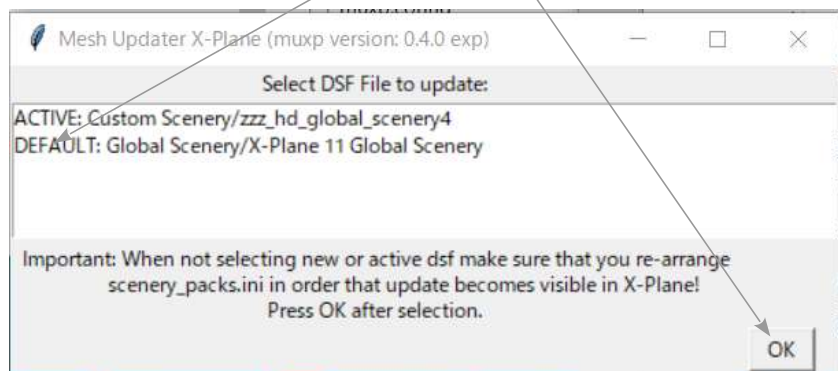 Mesh Updater X-Plane (muxp version: 0.4.0 exp)
Select DSF File to update:
ACTIVE: Custom Scenery/zzz_hd_global_scenery4
DEFAULT: Global Scenery/X-Plane 11 Global Scenery
Important: When not selecting new or active dsf make sure that you re-arrange
scenery_packs.ini in order that update becomes visible in X-Plane!
Press OK after selection.
OK